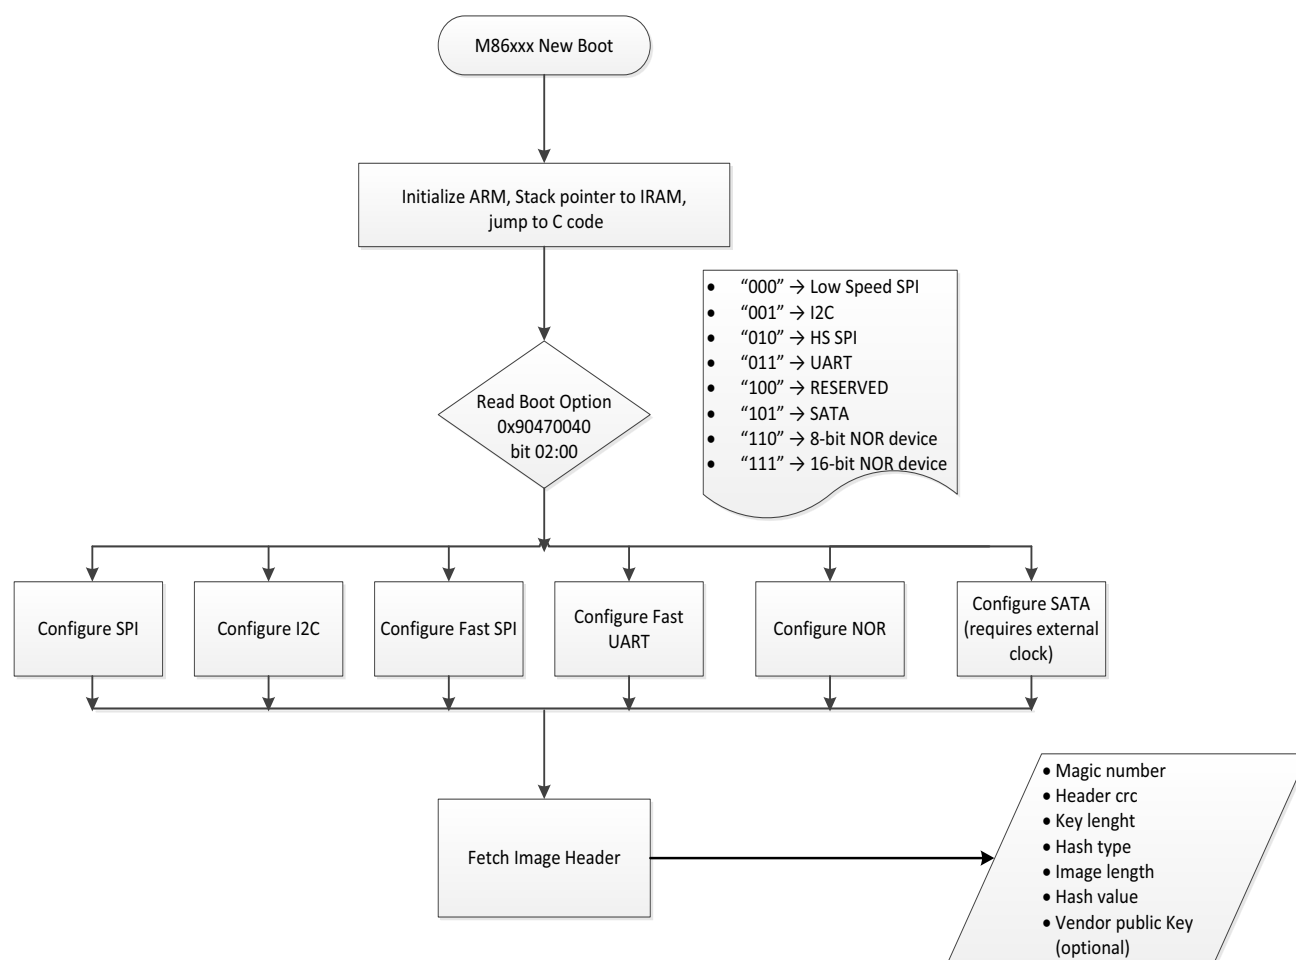 M86xxx New Boot
Initialize ARM, Stack pointer to IRAM,
jump to C code
• “000” → Low Speed SPI
• “001” → I2C
• “010” → HS SPI
• “011” → UART
• “100” → RESERVED
• “101” → SATA
• “110” → 8-bit NOR device
• “111” → 16-bit NOR device
Read Boot Option
0x90470040
bit 02:00
Configure SPI
Configure I2C
Configure Fast SPI
Configure Fast
UART
Configure NOR
Configure SATA
(requires external
clock)
Fetch Image Header
• Magic number
• Header crc
• Key lenght
• Hash type
• Image length
• Hash value
• Vendor public Key
(optional)